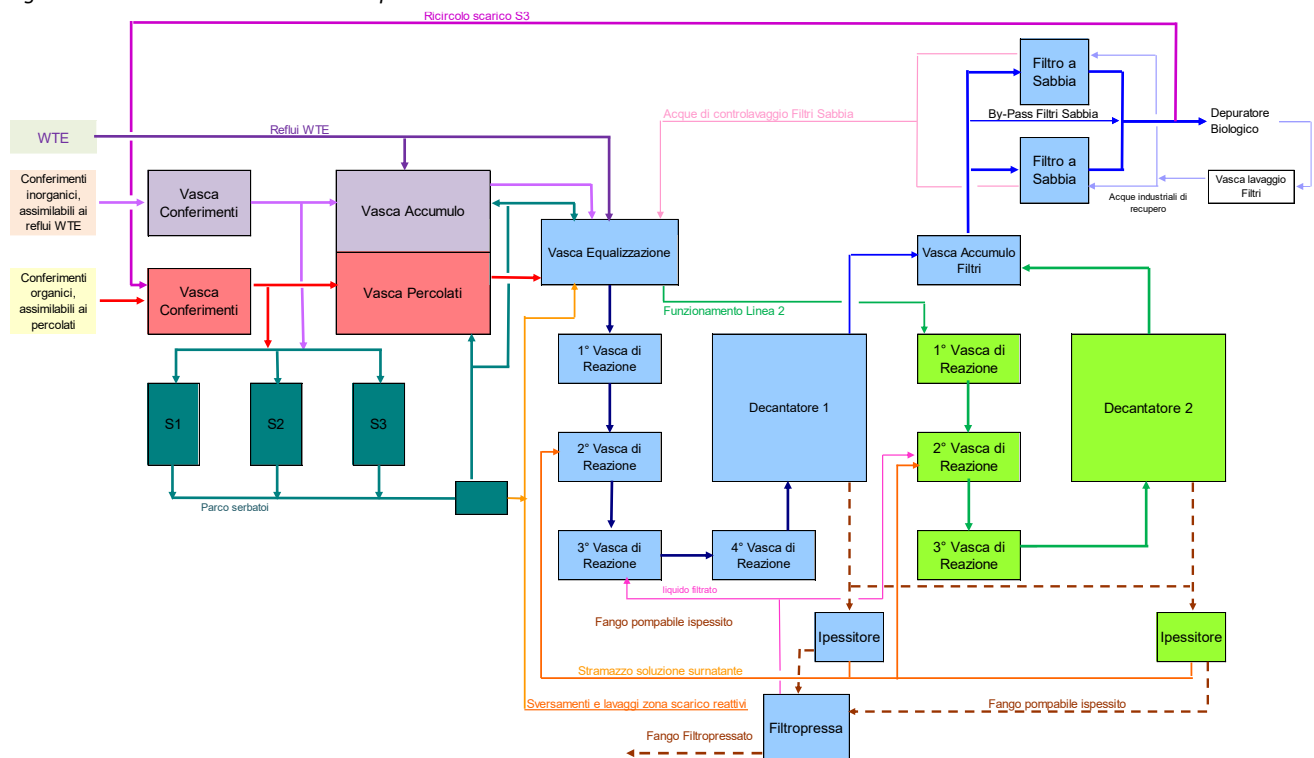 Ricircolo scarico S3
Filtro a
Sabbia
Acque di controlavaggio Filtri Sabbia
By-Pass Filtri Sabbia
Depuratore
Biologico
WTE
Reflui WTE
Filtro a
Sabbia
Vasca lavaggio
Filtri
Acque industriali di
recupero
Conferimenti
inorganici,
assimilabili ai
reflui WTE
Vasca
Conferimenti
Vasca Accumulo
Vasca Equalizzazione
Vasca Accumulo
Filtri
Conferimenti
organici,
assimilabili ai
percolati
Vasca
Conferimenti
Vasca Percolati
Funzionamento Linea 2
1° Vasca di
Reazione
1° Vasca di
Reazione
Decantatore 1
Decantatore 2
S1
S2
S3
2° Vasca di
Reazione
2° Vasca di
Reazione
Parco serbatoi
3° Vasca di
Reazione
4° Vasca di
Reazione
3° Vasca di
Reazione
liquido filtrato
Fango pompabile ispessito
Ipessitore
Ipessitore
Stramazzo soluzione surnatante
Sversamenti e lavaggi zona scarico reattivi
Fango pompabile ispessito
Filtropressa
Fango Filtropressato